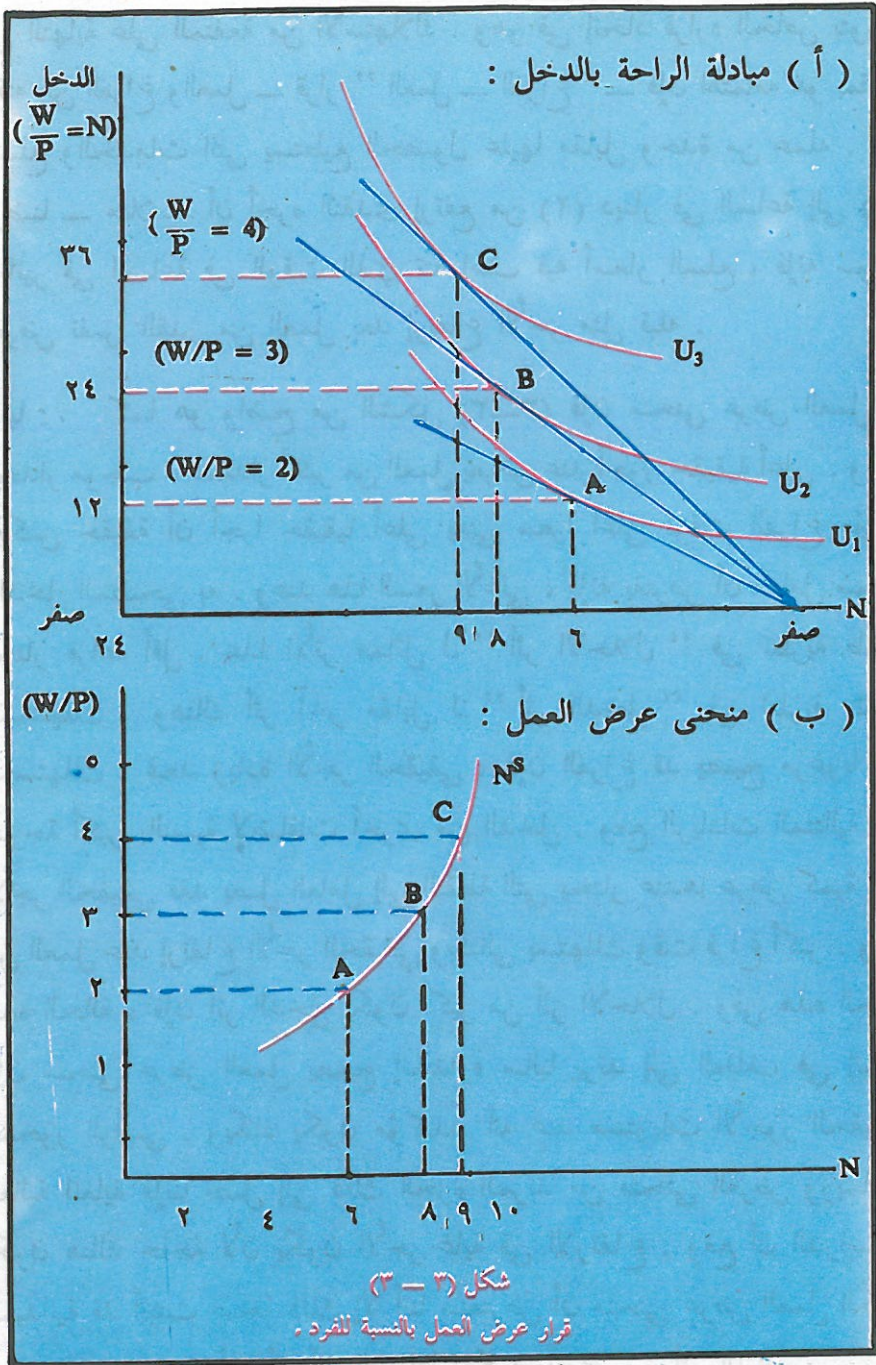 ( أ ) مبادلة الراحة بالدخل :
الدخل
( W/P =N)
( W/P = 4)
٣٦
C
U₃
(W/P = 3)
٢٤
B
U₂
(W/P = 2)
١٢
A
U₁
N
صفر
٢٤
٩
٨
٦
صفر
( ب ) منحنى عرض العمل :
(W/P)
٥
Nˢ
C
٤
B
٣
A
٢
١
N
٢ ٤ ٦ ٨ ٩ ١٠
شكل (٣ — ٣)
قرار عرض العمل بالنسبة للفرد .